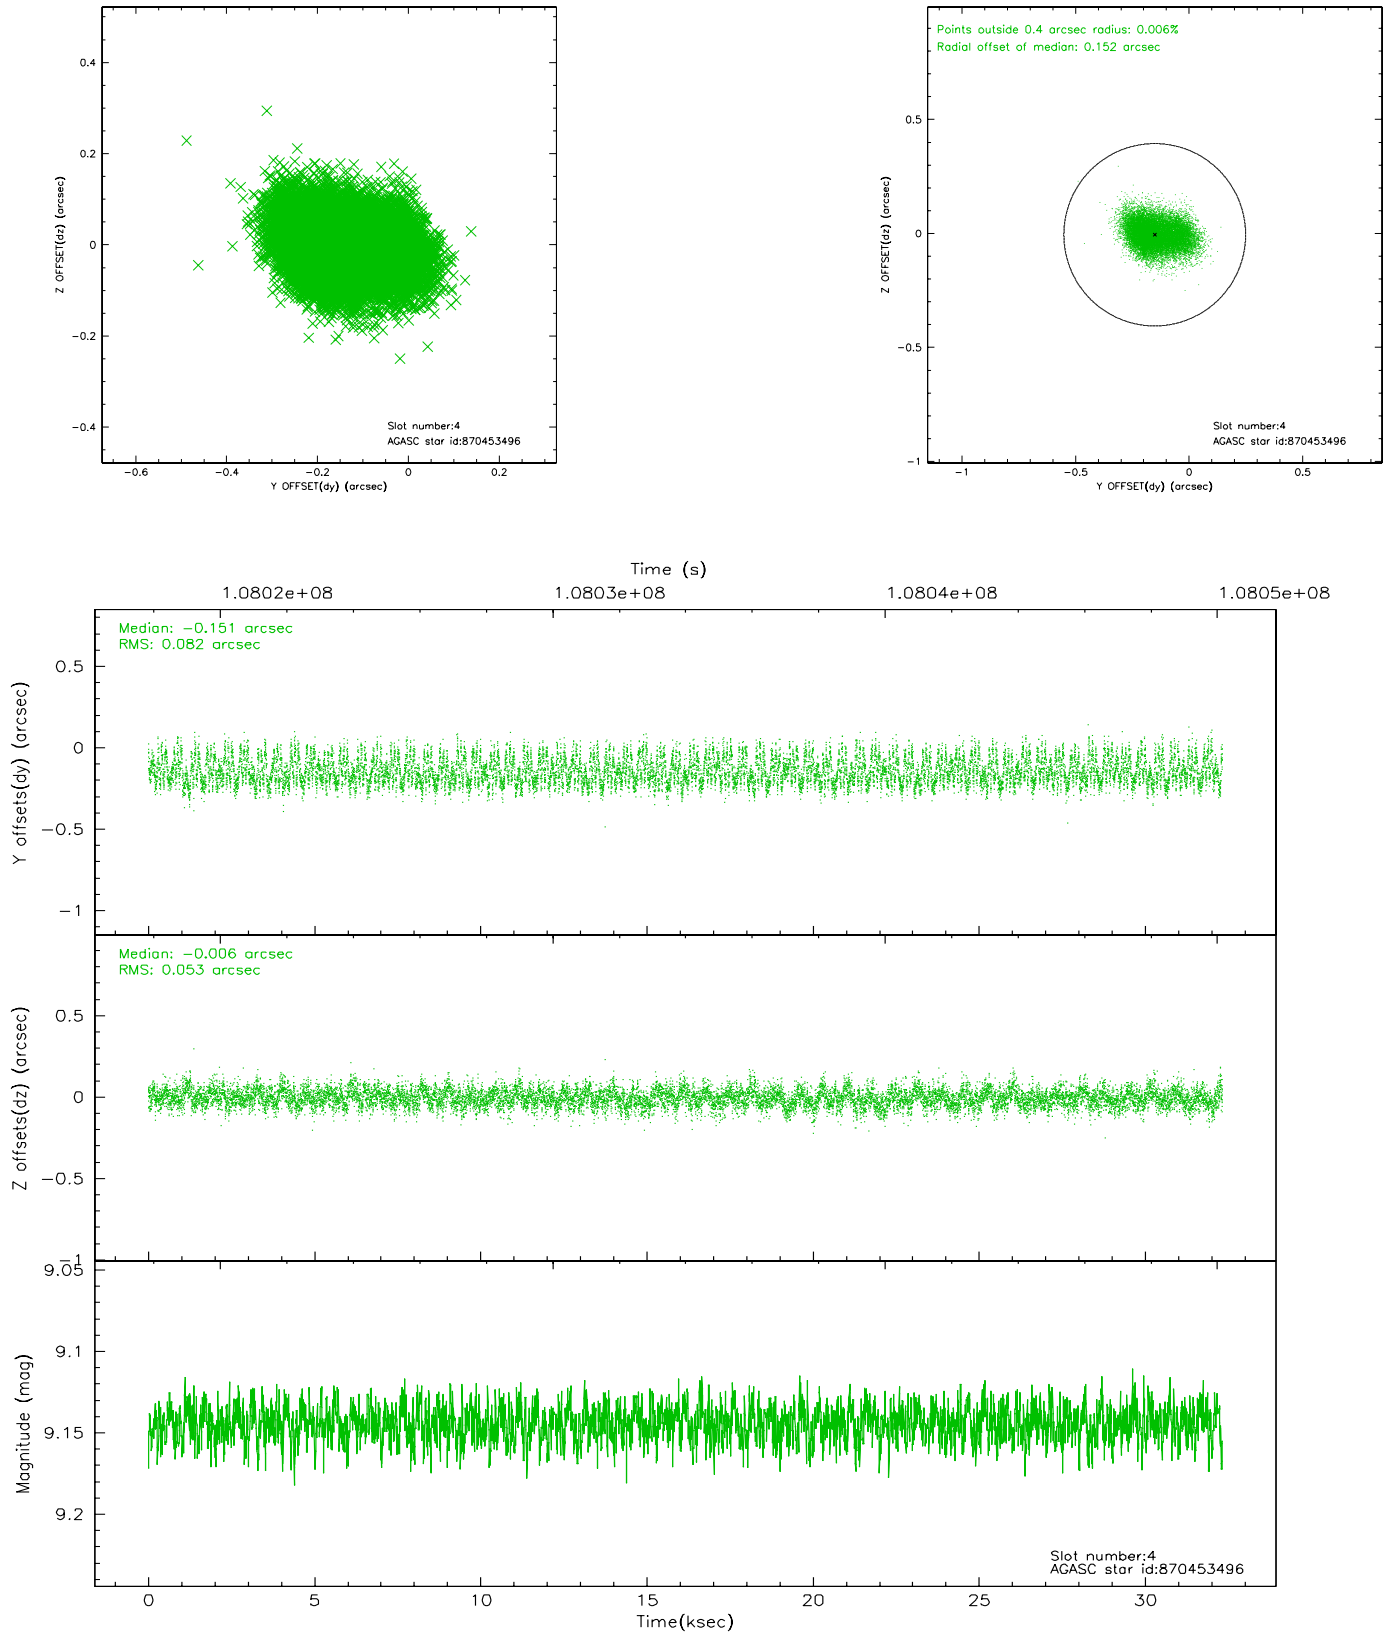 0.4
0.2
0
−0.2
−0.4
Z OFFSET(dz) (arcsec)
Slot number:4
AGASC star id:870453496
−0.6
−0.4
−0.2
0
0.2
Y OFFSET(dy) (arcsec)
Points outside 0.4 arcsec radius: 0.006%
Radial offset of median: 0.152 arcsec
0.5
0
−0.5
−1
Z OFFSET(dz) (arcsec)
Slot number:4
AGASC star id:870453496
−1
−0.5
0
0.5
Y OFFSET(dy) (arcsec)
Time (s)
1.0802e+08
1.0803e+08
1.0804e+08
1.0805e+08
Median: −0.151 arcsec
RMS: 0.082 arcsec
0.5
0
−0.5
−1
Y offsets(dy) (arcsec)
Median: −0.006 arcsec
RMS: 0.053 arcsec
0.5
0
−0.5
−1
Z offsets(dz) (arcsec)
9.05
9.1
9.15
9.2
Magnitude (mag)
Slot number:4
AGASC star id:870453496
0
5
10
15
20
25
30
Time(ksec)